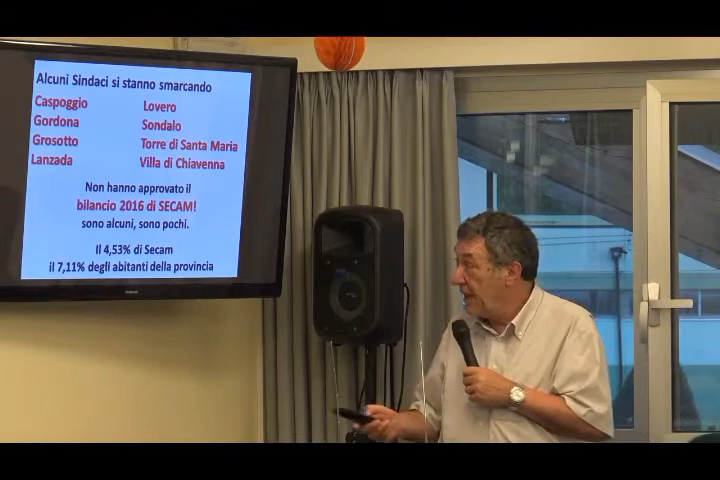 Alcuni Sindaci si stanno smarcando
Caspoggio Lovero
Gordona Sondalo
Grosotto Torre di Santa Maria
Lanzada Villa di Chiavenna
Non hanno approvato il
bilancio 2016 di SECAM!
sono alcuni, sono pochi.
Il 4,53% di Secam
il 7,11% degli abitanti della provincia
SAMSUNG